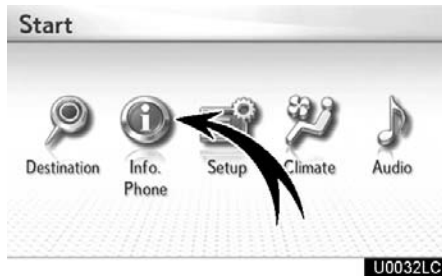 Start
Destination
Info.
Phone
Setup
Climate
Audio
U0032LC